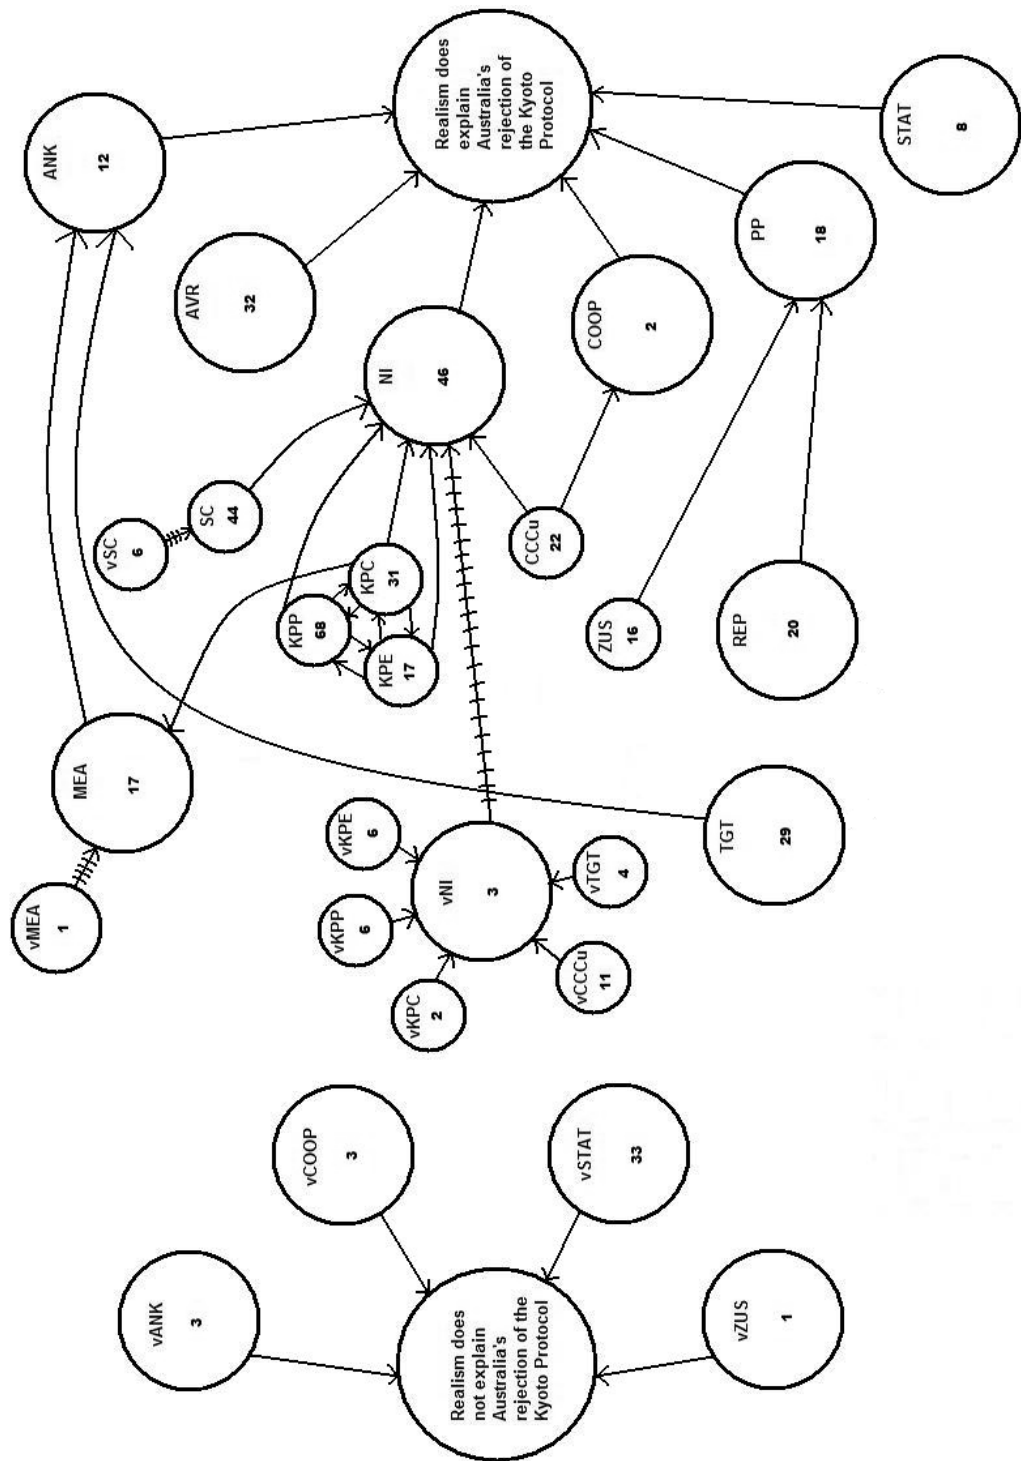 vANK
3
vCOOP
3
Realism does
not explain
Australia's
rejection of the
Kyoto Protocol
vSTAT
33
vZUS
1
vMEA
1
MEA
17
vKPC
2
vKPP
6
vKPE
6
vNI
3
vCCCu
11
vTGT
4
TGT
29
vSC
6
SC
44
KPP
68
KPC
31
KPE
17
CCCu
22
ZUS
16
REP
20
ANK
12
AVR
32
NI
46
COOP
2
PP
18
STAT
8
Realism does
explain
Australia's
rejection of
the Kyoto
Protocol